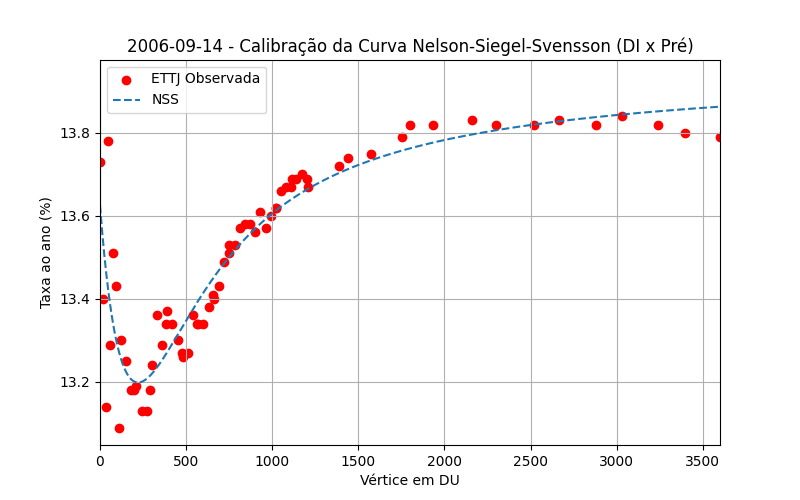 2006-09-14 - Calibração da Curva Nelson-Siegel-Svensson (DI x Pré)
ETTJ Observada
NSS
Taxa ao ano (%)
13.8
13.6
13.4
13.2
0 500 1000 1500 2000 2500 3000 3500
Vértice em DU